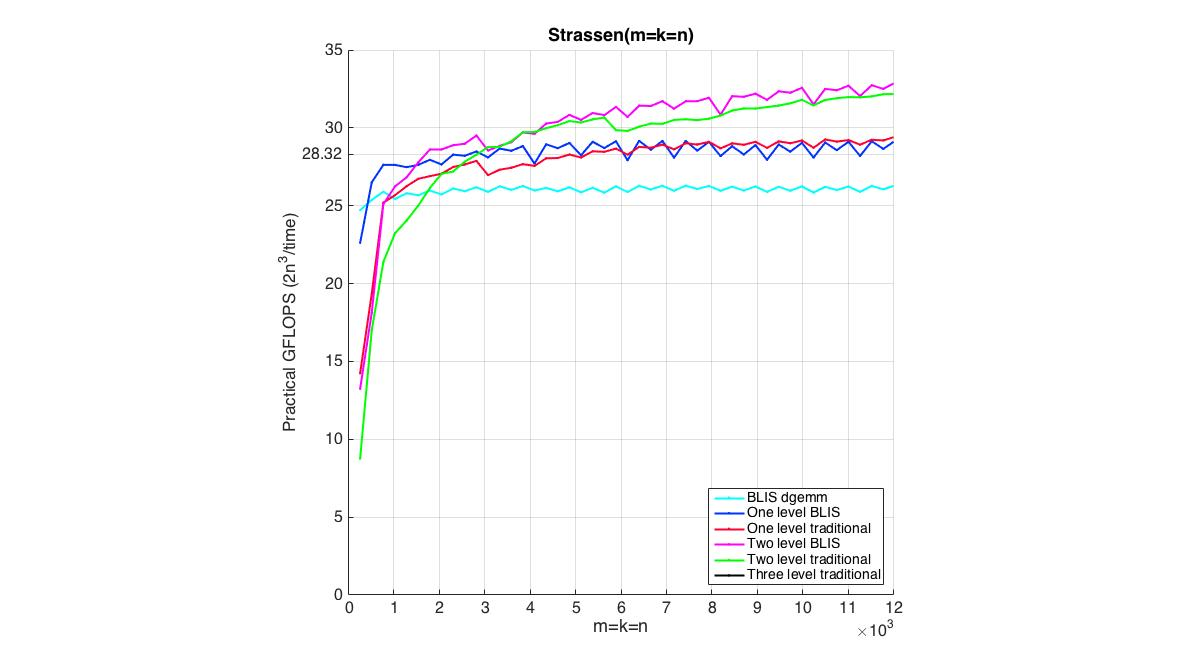 Strassen(m=k=n)
Practical GFLOPS (2n³/time)
35
30
28.32
25
20
15
10
5
0
0 1 2 3 4 5 6 7 8 9 10 11 12
m=k=n
×10³
BLIS dgemm
One level BLIS
One level traditional
Two level BLIS
Two level traditional
Three level traditional